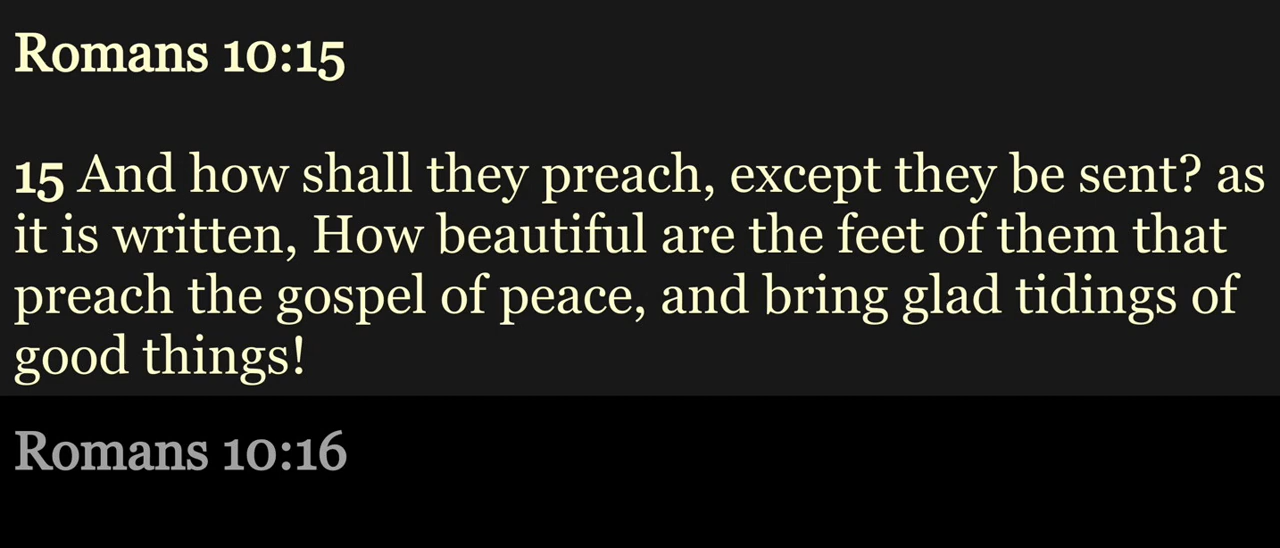 Romans 10:15
15 And how shall they preach, except they be sent? as
it is written, How beautiful are the feet of them that
preach the gospel of peace, and bring glad tidings of
good things!
Romans 10:16